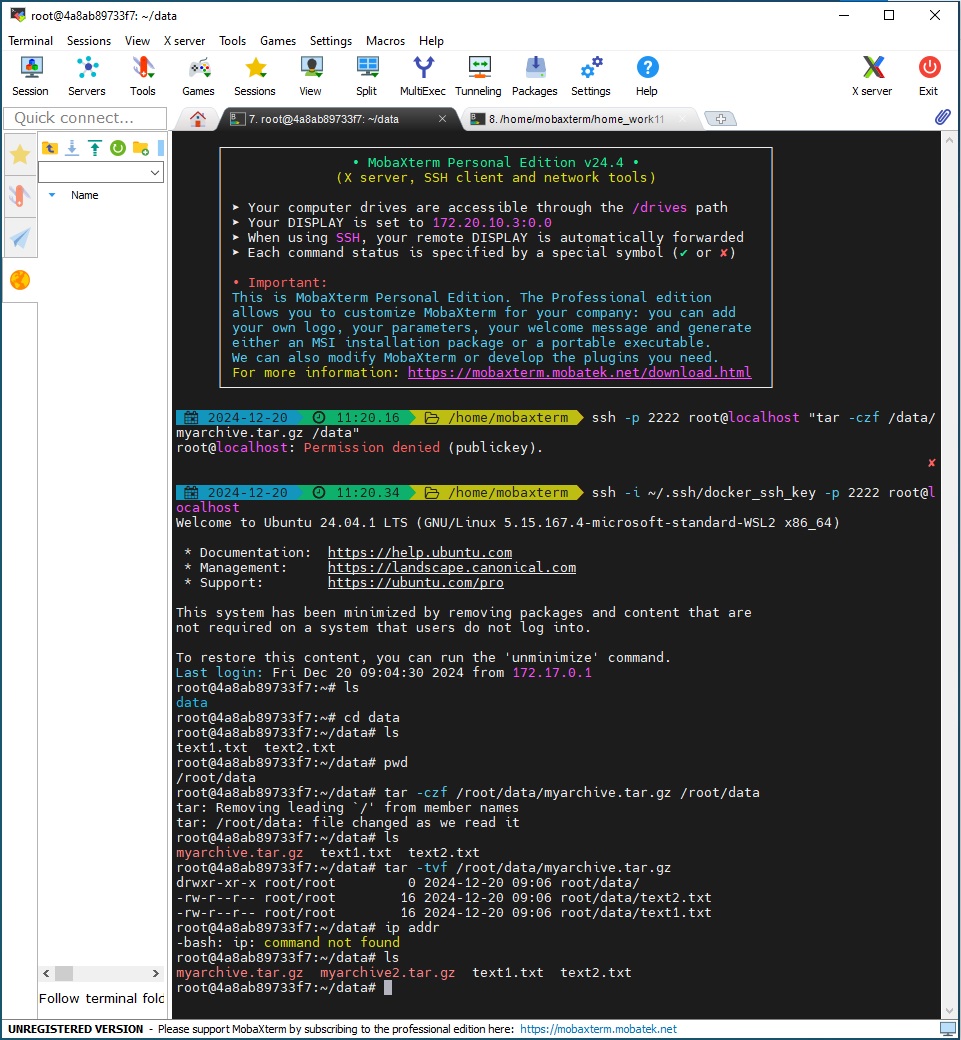 root@4a8ab89733f7: ~/data
Terminal Sessions View X server Tools Games Settings Macros Help
Session Servers Tools Games Sessions View Split MultiExec Tunneling Packages Settings Help X server Exit
Quick connect...
7. root@4a8ab89733f7: ~/data
8. /home/mobaxterm/home_work11
Name
• MobaXterm Personal Edition v24.4 •
(X server, SSH client and network tools)
➤ Your computer drives are accessible through the /drives path
➤ Your DISPLAY is set to 172.20.10.3:0.0
➤ When using SSH, your remote DISPLAY is automatically forwarded
➤ Each command status is specified by a special symbol (✔ or ✘)
• Important:
This is MobaXterm Personal Edition. The Professional edition
allows you to customize MobaXterm for your company: you can add
your own logo, your parameters, your welcome message and generate
either an MSI installation package or a portable executable.
We can also modify MobaXterm or develop the plugins you need.
For more information: https://mobaxterm.mobatek.net/download.html
2024-12-20 11:20.16 /home/mobaxterm ssh -p 2222 root@localhost "tar -czf /data/
myarchive.tar.gz /data"
root@localhost: Permission denied (publickey).
✘
2024-12-20 11:20.34 /home/mobaxterm ssh -i ~/.ssh/docker_ssh_key -p 2222 root@l
ocalhost
Welcome to Ubuntu 24.04.1 LTS (GNU/Linux 5.15.167.4-microsoft-standard-WSL2 x86_64)
* Documentation: https://help.ubuntu.com
* Management: https://landscape.canonical.com
* Support: https://ubuntu.com/pro
This system has been minimized by removing packages and content that are
not required on a system that users do not log into.
To restore this content, you can run the 'unminimize' command.
Last login: Fri Dec 20 09:04:30 2024 from 172.17.0.1
root@4a8ab89733f7:~# ls
data
root@4a8ab89733f7:~# cd data
root@4a8ab89733f7:~/data# ls
text1.txt text2.txt
root@4a8ab89733f7:~/data# pwd
/root/data
root@4a8ab89733f7:~/data# tar -czf /root/data/myarchive.tar.gz /root/data
tar: Removing leading `/' from member names
tar: /root/data: file changed as we read it
root@4a8ab89733f7:~/data# ls
myarchive.tar.gz text1.txt text2.txt
root@4a8ab89733f7:~/data# tar -tvf /root/data/myarchive.tar.gz
drwxr-xr-x root/root 0 2024-12-20 09:06 root/data/
-rw-r--r-- root/root 16 2024-12-20 09:06 root/data/text2.txt
-rw-r--r-- root/root 16 2024-12-20 09:06 root/data/text1.txt
root@4a8ab89733f7:~/data# ip addr
-bash: ip: command not found
root@4a8ab89733f7:~/data# ls
myarchive.tar.gz myarchive2.tar.gz text1.txt text2.txt
root@4a8ab89733f7:~/data#
Follow terminal fold
UNREGISTERED VERSION - Please support MobaXterm by subscribing to the professional edition here: https://mobaxterm.mobatek.net